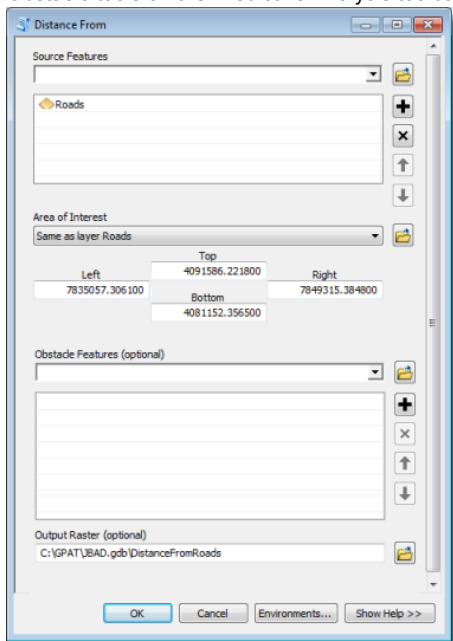 Distance From
Source Features
Roads
Area of Interest
Same as layer Roads
Top
4091586.221800
Left
Right
7835057.306100
7849315.384800
Bottom
4081152.356500
Obstacle Features (optional)
Output Raster (optional)
C:\GPAT\JBAD.gdb\DistanceFromRoads
OK
Cancel
Environments...
Show Help >>